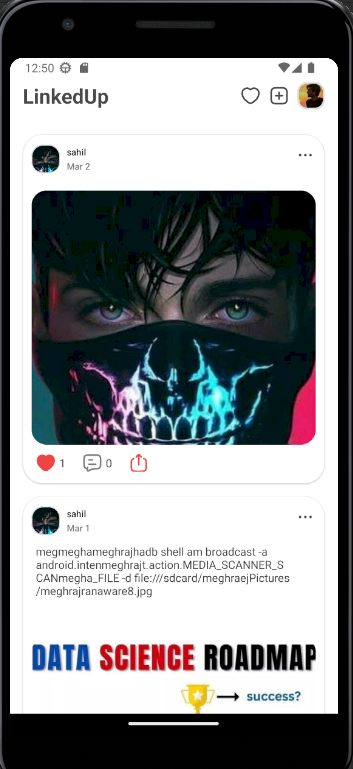 12:50
LinkedUp
sahil
Mar 2
1
0
sahil
Mar 1
megmeghameghrajhadb shell am broadcast -a
android.intenmeghrajt.action.MEDIA_SCANNER_S
CANmegha_FILE -d file:///sdcard/meghraejPictures
/meghrajranaware8.jpg
DATA SCIENCE ROADMAP
success?